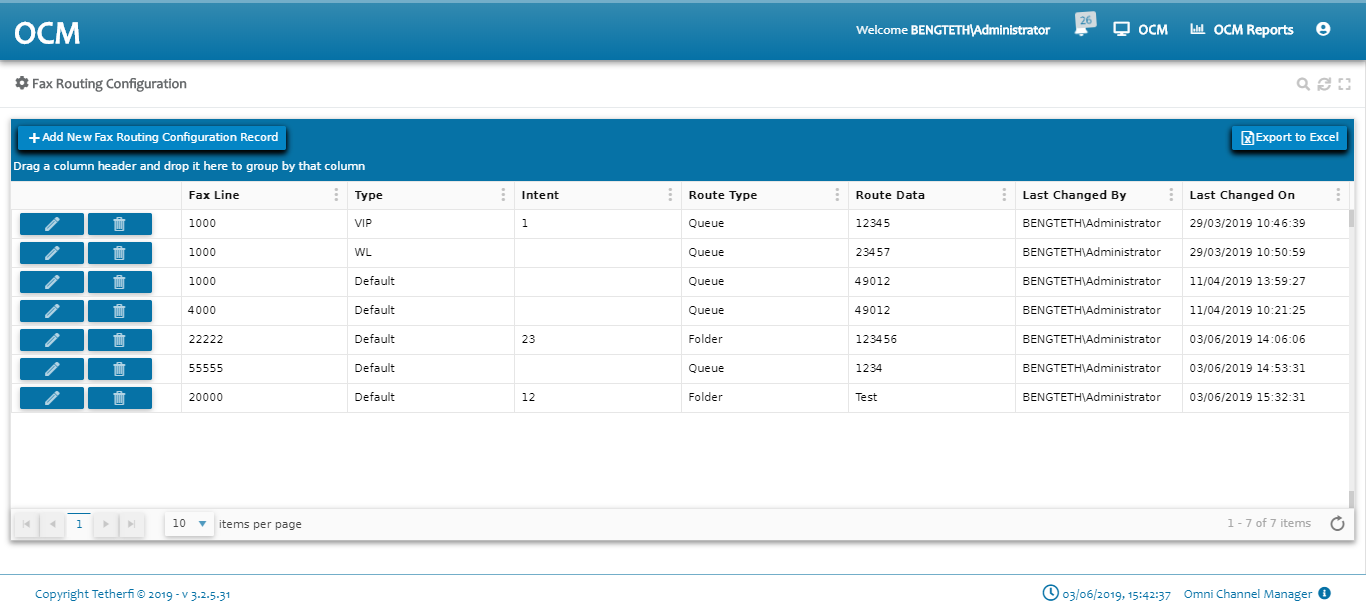 OCM
Welcome BENGTETH\Administrator 26 OCM OCM Reports
Fax Routing Configuration
Add New Fax Routing Configuration Record Export to Excel
Drag a column header and drop it here to group by that column
Fax Line Type Intent Route Type Route Data Last Changed By Last Changed On
1000 VIP 1 Queue 12345 BENGTETH\Administrator 29/03/2019 10:46:39
1000 WL Queue 23457 BENGTETH\Administrator 29/03/2019 10:50:59
1000 Default Queue 49012 BENGTETH\Administrator 11/04/2019 13:59:27
4000 Default Queue 49012 BENGTETH\Administrator 11/04/2019 10:21:25
22222 Default 23 Folder 123456 BENGTETH\Administrator 03/06/2019 14:06:06
55555 Default Queue 1234 BENGTETH\Administrator 03/06/2019 14:53:31
20000 Default 12 Folder Test BENGTETH\Administrator 03/06/2019 15:32:31
1 10 items per page 1 - 7 of 7 items
Copyright Tetherfi © 2019 - v 3.2.5.31 03/06/2019, 15:42:37 Omni Channel Manager